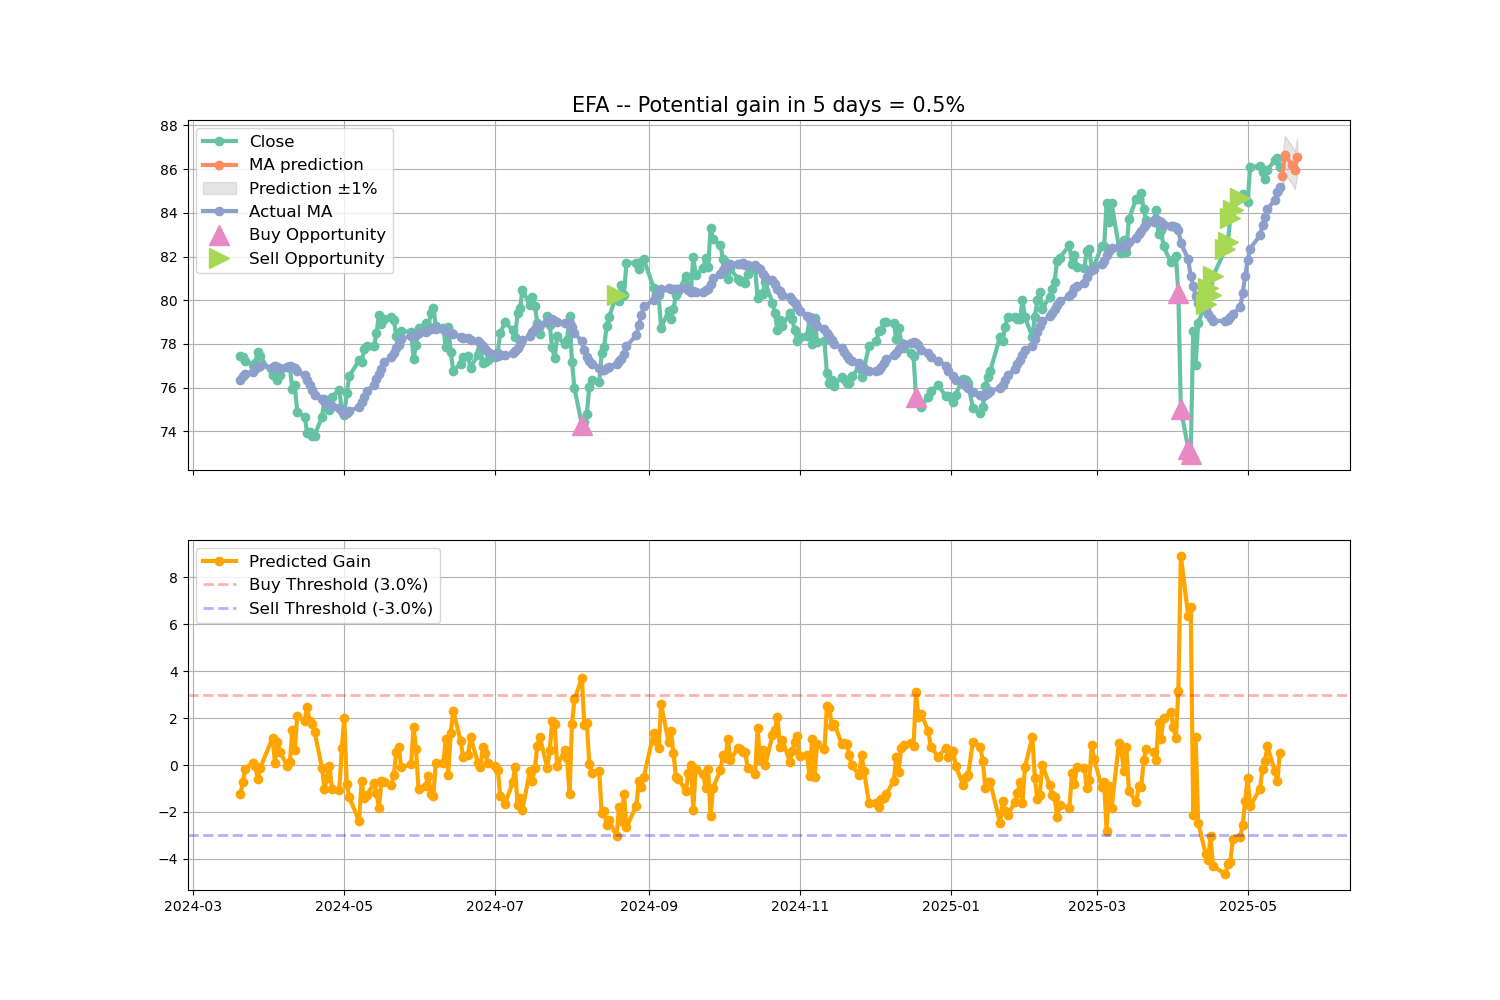 EFA -- Potential gain in 5 days = 0.5%
88
86
84
82
80
78
76
74
Close
MA prediction
Prediction ±1%
Actual MA
Buy Opportunity
Sell Opportunity
8
6
4
2
0
−2
−4
Predicted Gain
Buy Threshold (3.0%)
Sell Threshold (-3.0%)
2024-03 2024-05 2024-07 2024-09 2024-11 2025-01 2025-03 2025-05